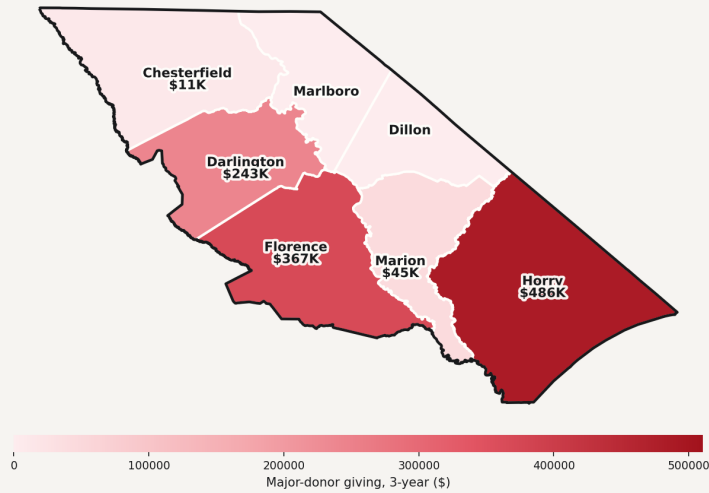 Chesterfield
$11K
Marlboro
Dillon
Darlington
$243K
Florence
$367K
Marion
$45K
Horry
$486K
0 100000 200000 300000 400000 500000
Major-donor giving, 3-year ($)